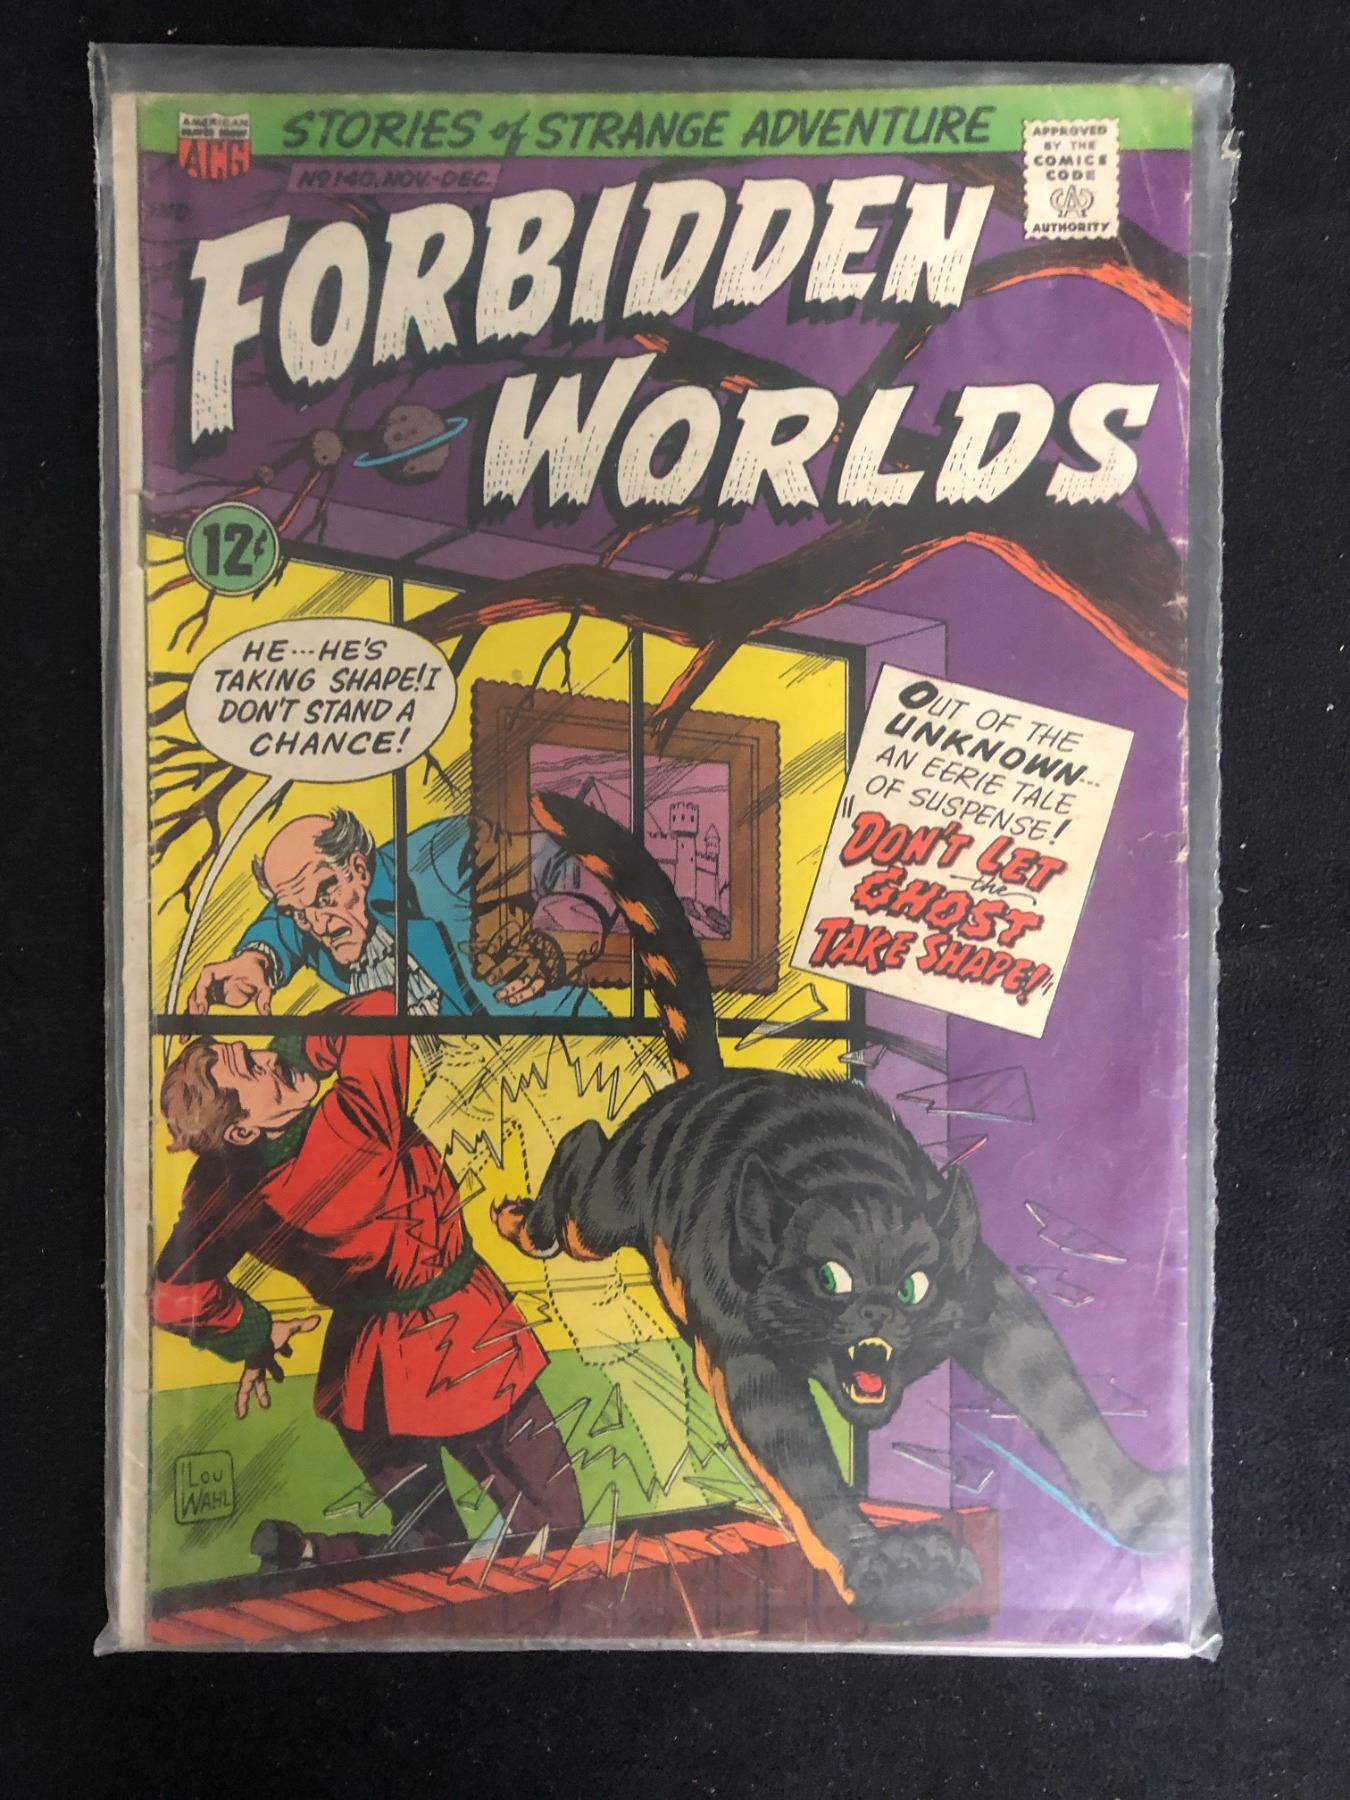 STORIES of STRANGE ADVENTURE
AMERICAN
ACG
No 140, NOV.-DEC.
APPROVED
BY THE
COMICS
CODE
CA
AUTHORITY
FORBIDDEN
WORLDS
12¢
HE...HE'S
TAKING SHAPE! I
DON'T STAND A
CHANCE!
OUT OF THE
UNKNOWN...
AN EERIE TALE
OF SUSPENSE!
"DON'T LET
the
GHOST
TAKE SHAPE!"
LOU
WAHL